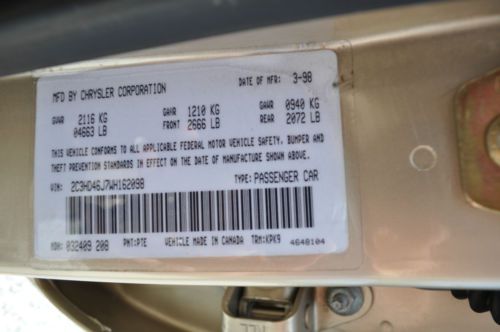 MFD BY CHRYSLER CORPORATION DATE OF MFR: 3-98
GVWR 2116 KG GAWR 1210 KG GAWR 0940 KG
04663 LB FRONT 2666 LB REAR 2072 LB
THIS VEHICLE CONFORMS TO ALL APPLICABLE FEDERAL MOTOR VEHICLE SAFETY, BUMPER AND
THEFT PREVENTION STANDARDS IN EFFECT ON THE DATE OF MANUFACTURE SHOWN ABOVE.
VIN: 2C3HD46J7WH162098 TYPE: PASSENGER CAR
MDH: 032409 208 PNT: PTE VEHICLE MADE IN CANADA TRM: KPK9 4648104